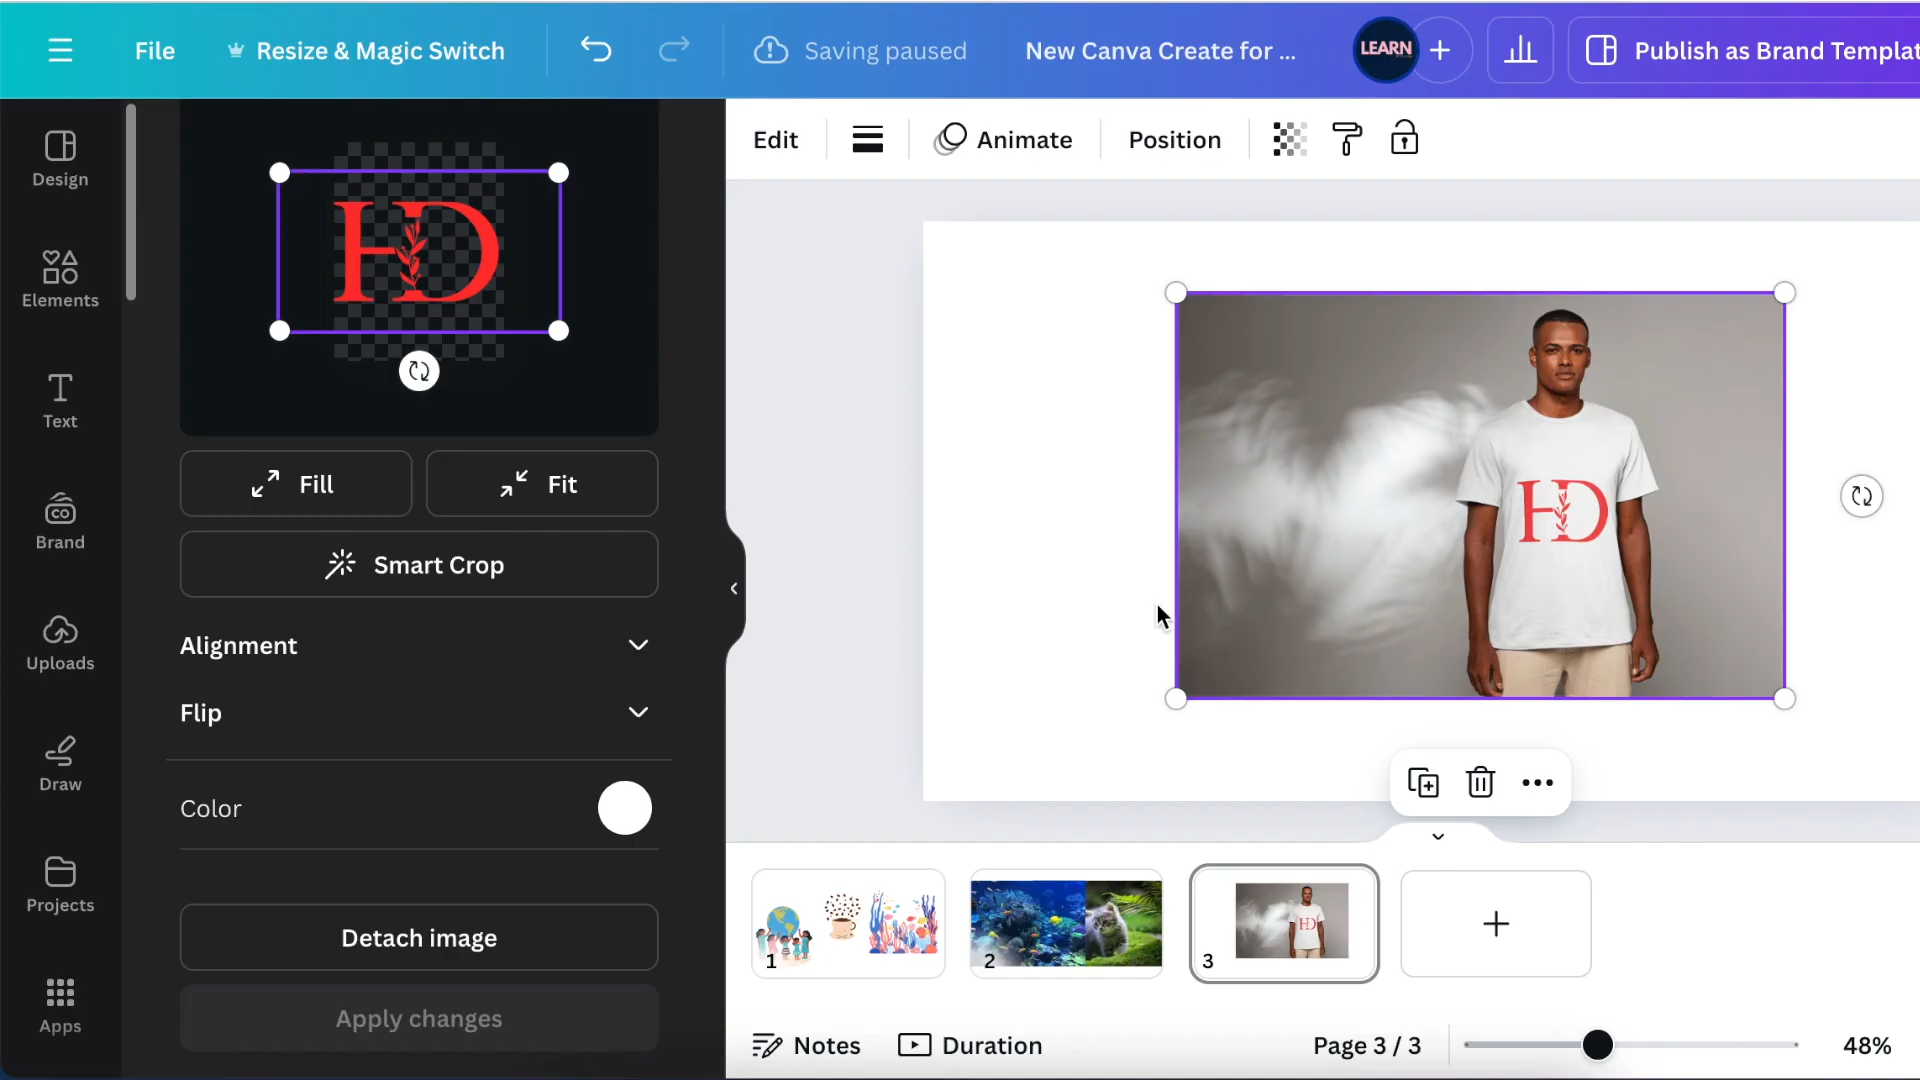 File
Resize & Magic Switch
Saving paused
New Canva Create for ...
LEARN
Publish as Brand Templat
Design
Elements
Text
Brand
Uploads
Draw
Projects
Apps
HD
Fill
Fit
Smart Crop
Alignment
Flip
Color
Detach image
Apply changes
Edit
Animate
Position
HD
1
2
HD
3
Notes
Duration
Page 3 / 3
48%